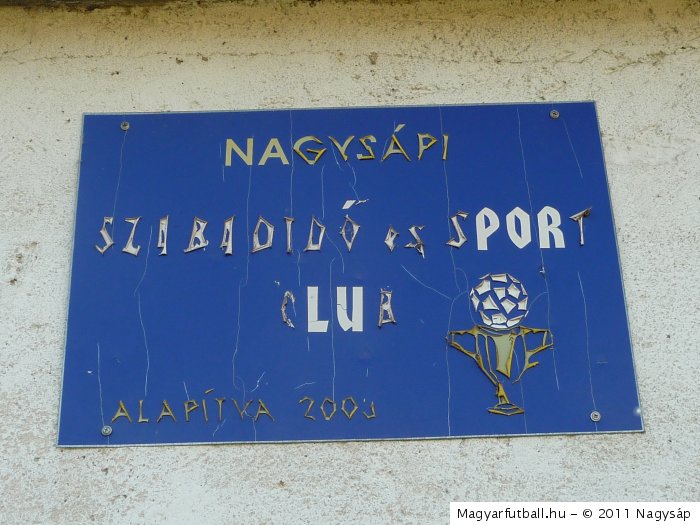 NAGYSÁPI
SZABADIDŐ és SPORT
CLUB
ALAPÍTVA
Magyarfutball.hu - © 2011 Nagysáp